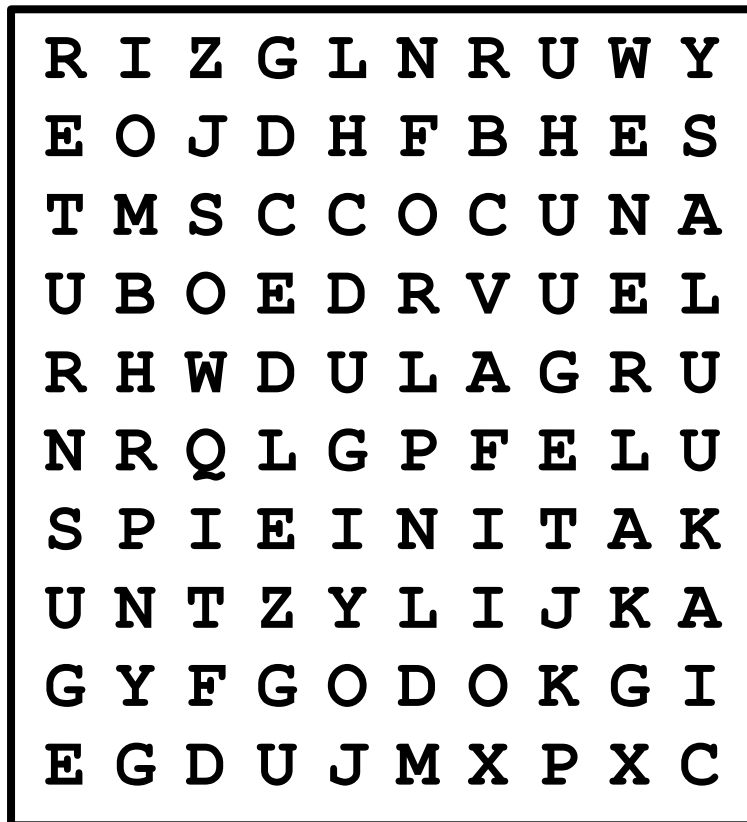 R I Z G L N R U W Y
E O J D H F B H E S
T M S C C O C U N A
U B O E D R V U E L
R H W D U L A G R U
N R Q L G P F E L U
S P I E I N I T A K
U N T Z Y L I J K A
G Y F G O D O K G I
E G D U J M X P X C